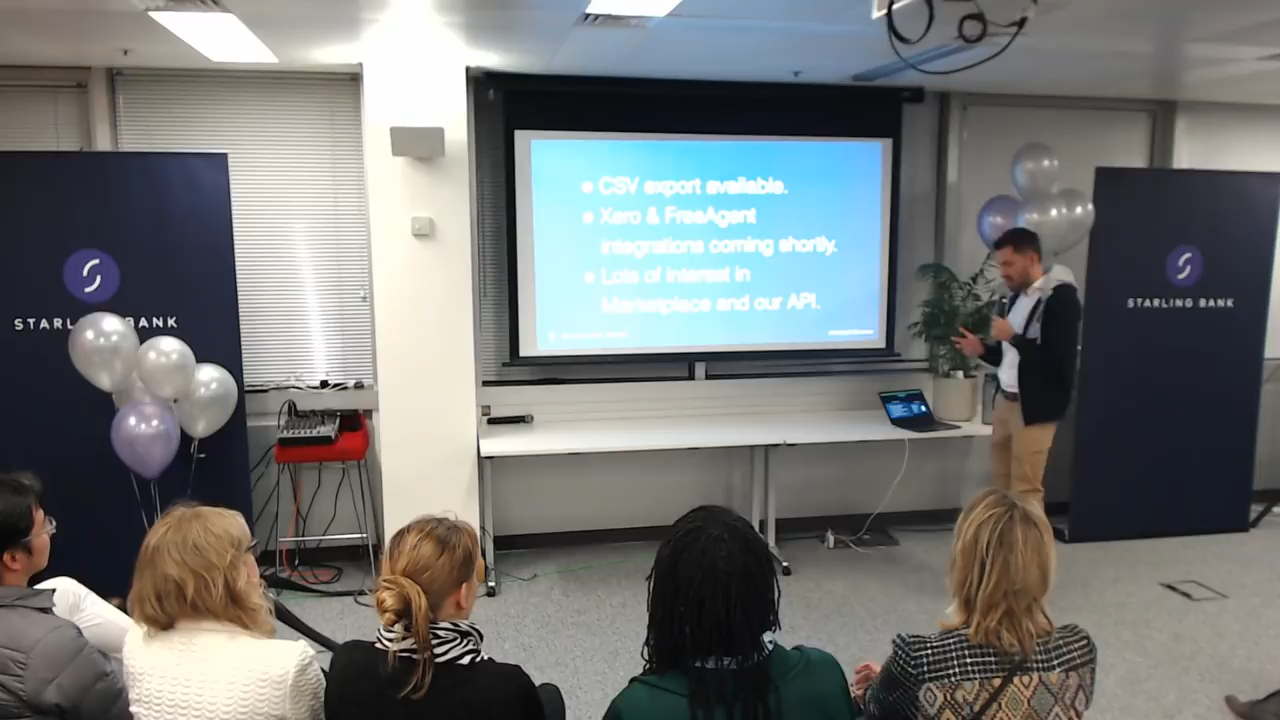 ● CSV export available.
● Xero & FreeAgent
integrations coming shortly.
● Lots of interest in
Marketplace and our API.
STARLING BANK
STARLING BANK